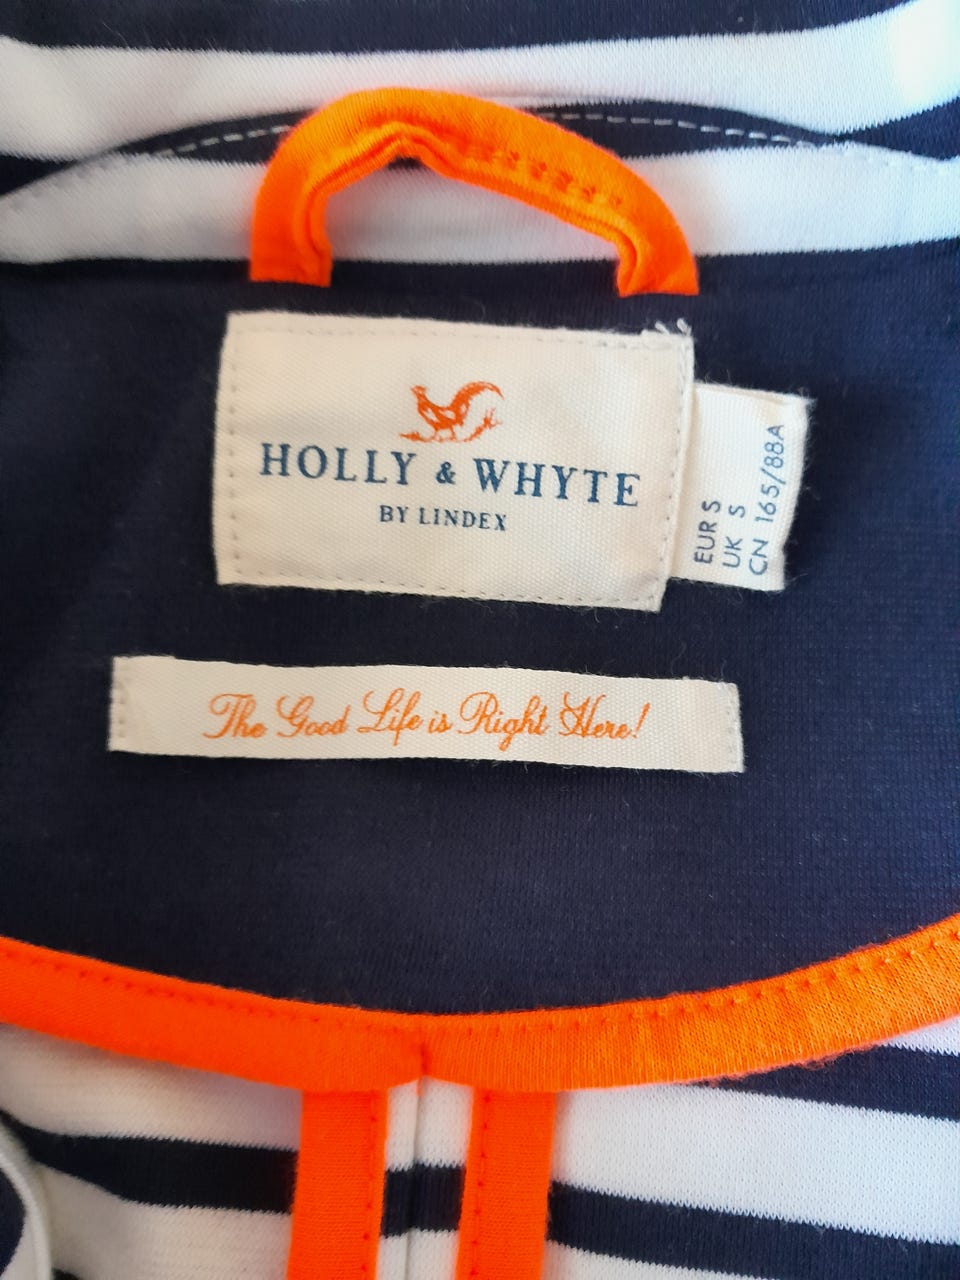 HOLLY & WHYTE
BY LINDEX
EUR S
UK S
CN 165/88A
The Good Life is Right Here!